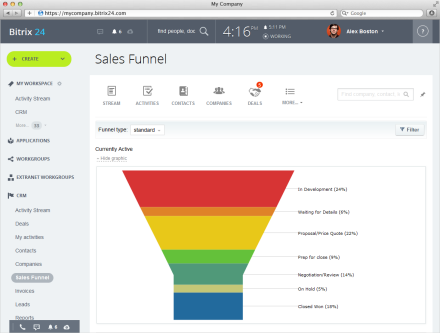 My Company
https://mycompany.bitrix24.com
Google
Bitrix 24
6
find people, doc
4:16 PM
5:11 PM
WORKING
Alex Boston
?
+ CREATE
Sales Funnel
MY WORKSPACE
Activity Stream
CRM
More...
APPLICATIONS
WORKGROUPS
EXTRANET WORKGROUPS
CRM
Activity Stream
Deals
My activities
Contacts
Companies
Sales Funnel
Invoices
Leads
Reports
6
STREAM
ACTIVITIES
CONTACTS
COMPANIES
DEALS
MORE...
Find company, contact, d
Funnel type:
standard
Filter
Currently Active
- Hide graphic
In Development (24%)
Waiting for Details (6%)
Proposal/Price Quote (22%)
Prep for close (9%)
Negotiation/Review (14%)
On Hold (5%)
Closed Won (18%)